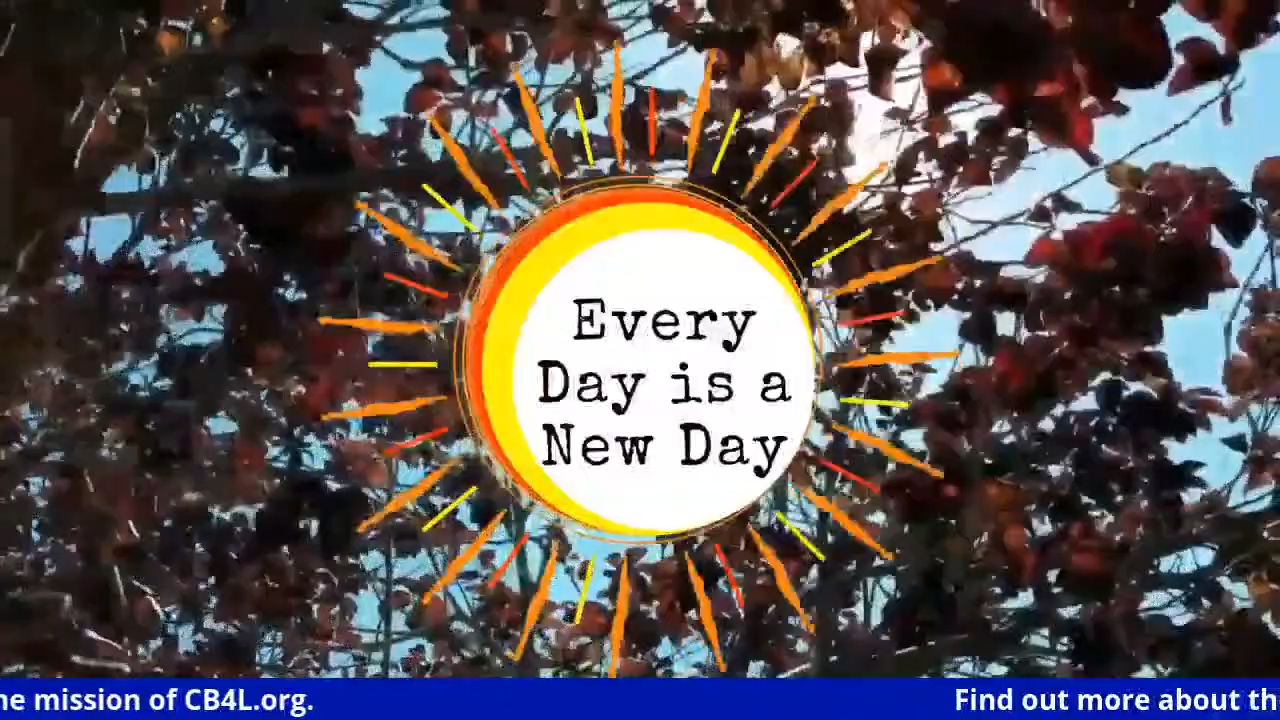 Every
Day is a
New Day
he mission of CB4L.org.
Find out more about th